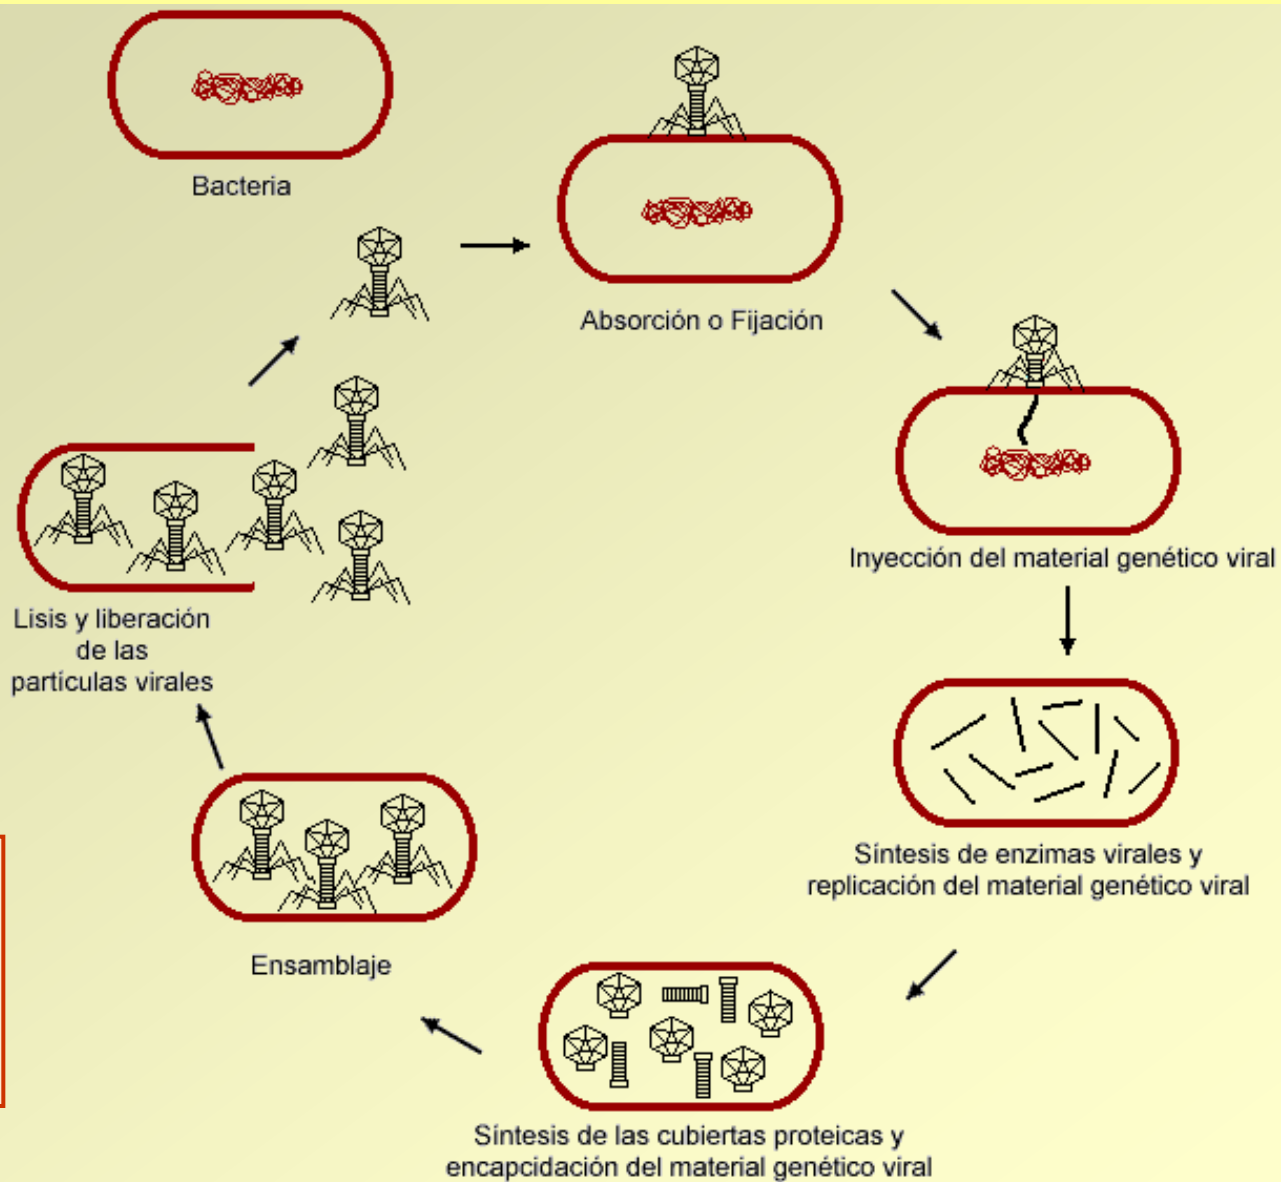 Bacteria
Absorción o Fijación
Inyección del material genético viral
Síntesis de enzimas virales y
replicación del material genético viral
Síntesis de las cubiertas proteicas y
encapcidación del material genético viral
Ensamblaje
Lisis y liberación
de las
partículas virales